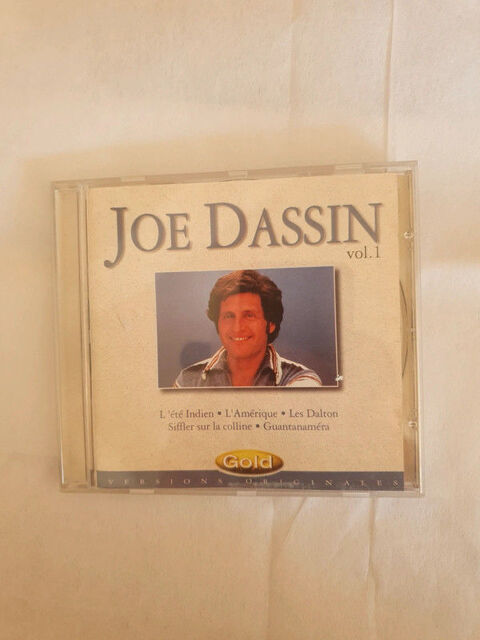 JOE DASSIN
vol.1
L'été Indien • L'Amérique • Les Dalton
Siffler sur la colline • Guantanaméra
Gold
VERSIONS ORIGINALES